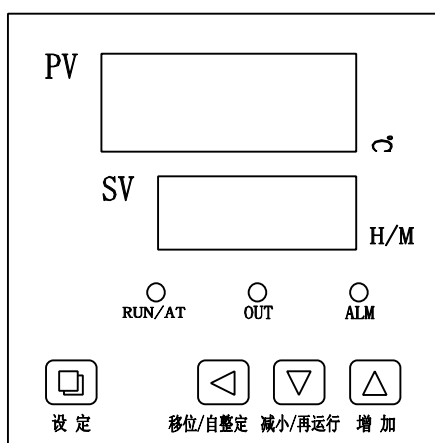 PV
℃
SV
H/M
RUN/AT OUT ALM
设定 移位/自整定 减小/再运行 增加